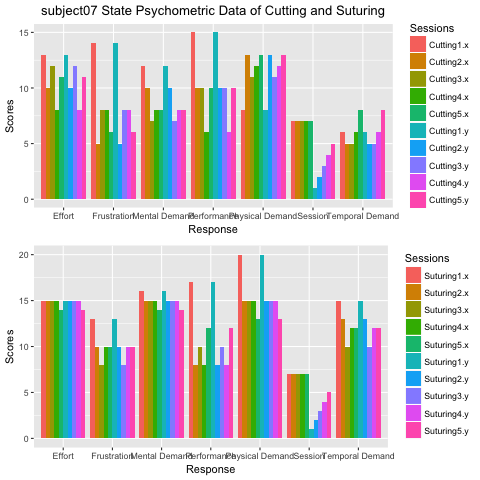 subject07 State Psychometric Data of Cutting and Suturing
Sessions
15
10
5
0
Scores
Cutting1.x
Cutting2.x
Cutting3.x
Cutting4.x
Cutting5.x
Cutting1.y
Cutting2.y
Cutting3.y
Cutting4.y
Cutting5.y
Effort Frustration Mental Demand Performance Physical Demand Session Temporal Demand
Response
Sessions
20
15
10
5
0
Scores
Suturing1.x
Suturing2.x
Suturing3.x
Suturing4.x
Suturing5.x
Suturing1.y
Suturing2.y
Suturing3.y
Suturing4.y
Suturing5.y
Effort Frustration Mental Demand Performance Physical Demand Session Temporal Demand
Response